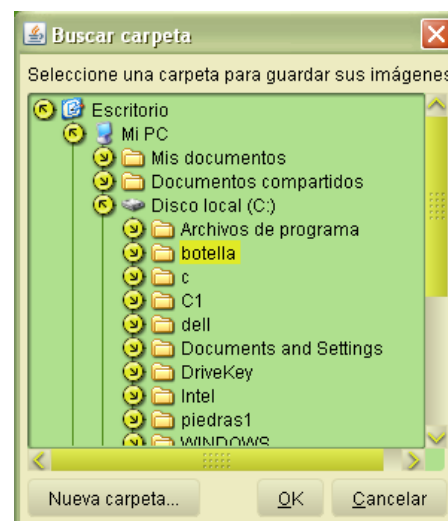 Buscar carpeta
Seleccione una carpeta para guardar sus imágenes
Escritorio
Mi PC
Mis documentos
Documentos compartidos
Disco local (C:)
Archivos de programa
botella
c
C1
dell
Documents and Settings
DriveKey
Intel
piedras1
WINDOWS
Nueva carpeta... OK Cancelar